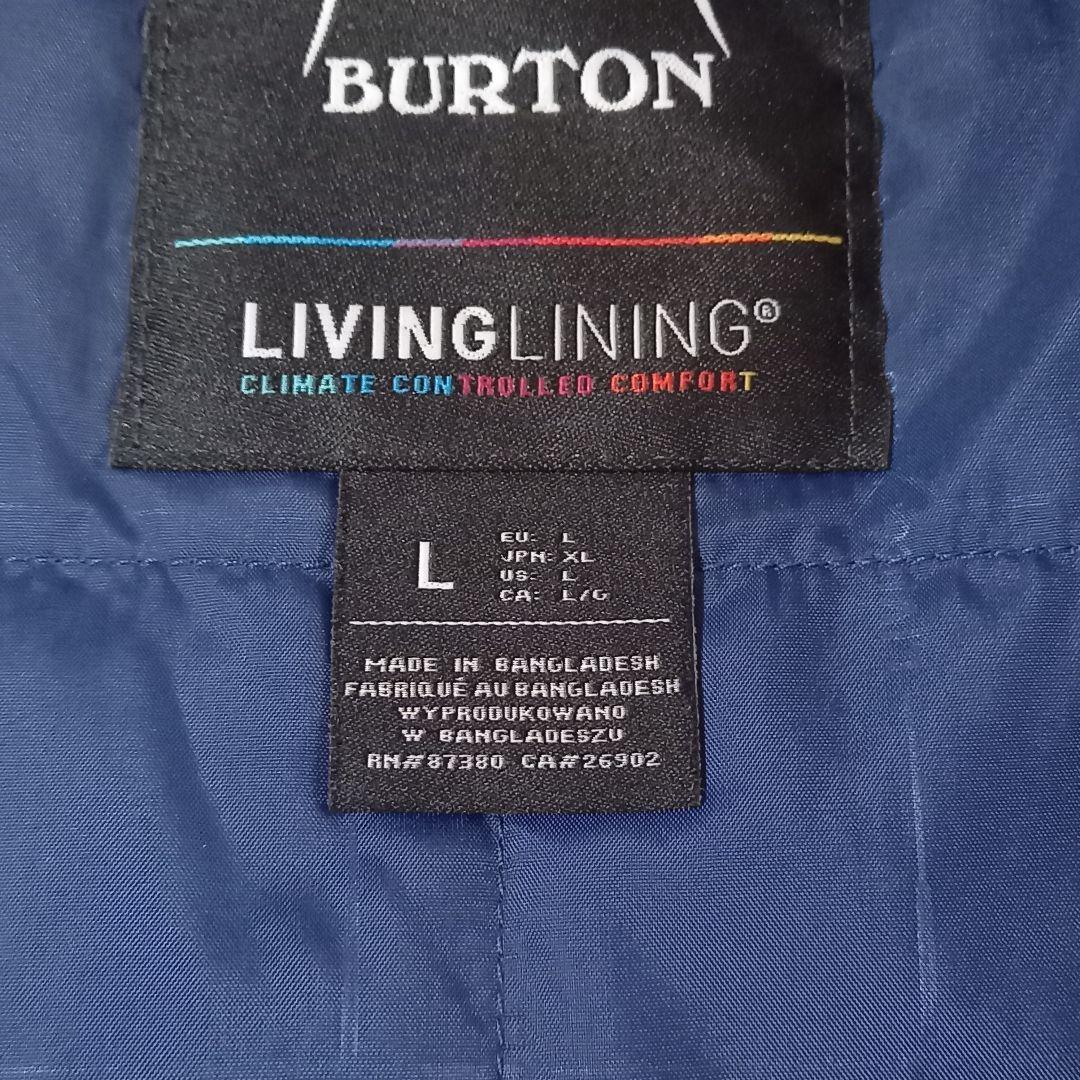 BURTON
LIVINGLINING®
CLIMATE CONTROLLED COMFORT
L
EU: L
JPN: XL
US: L
CA: L/G
MADE IN BANGLADESH
FABRIQUÉ AU BANGLADESH
WYPRODUKOWANO
W BANGLADESZU
RN#87380 CA#26902